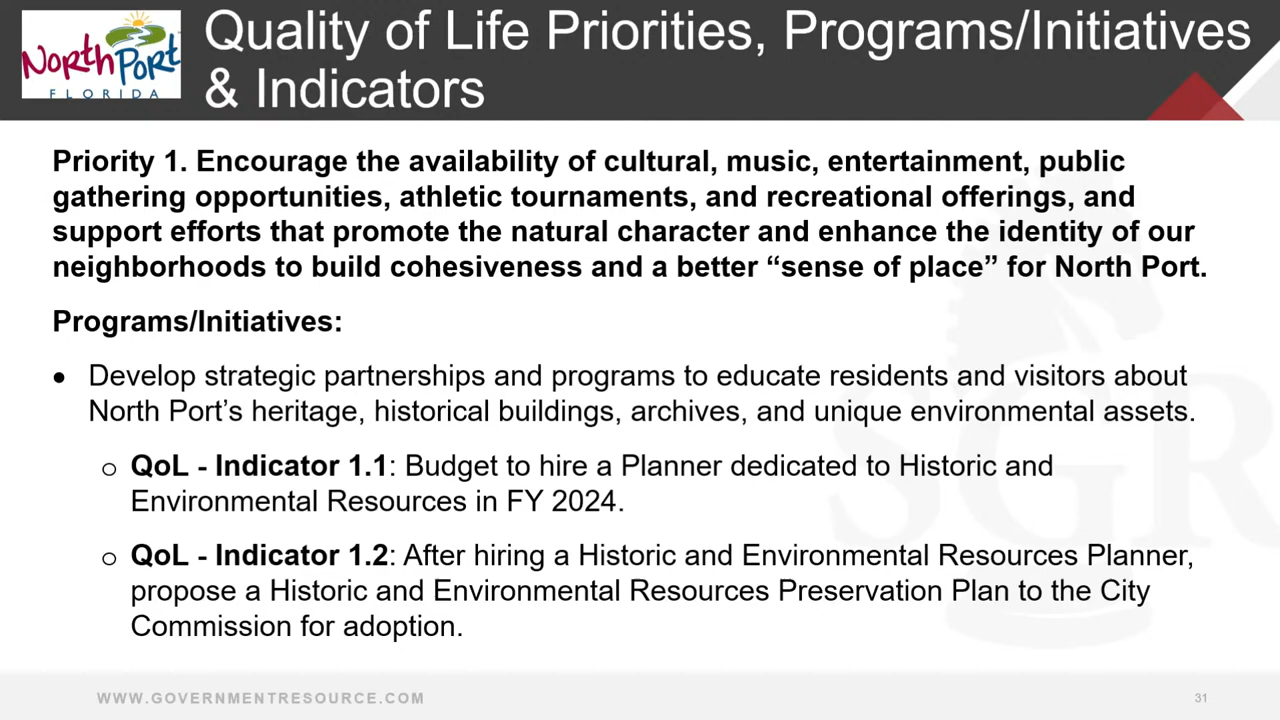 North Port
FLORIDA
Quality of Life Priorities, Programs/Initiatives
& Indicators
Priority 1. Encourage the availability of cultural, music, entertainment, public
gathering opportunities, athletic tournaments, and recreational offerings, and
support efforts that promote the natural character and enhance the identity of our
neighborhoods to build cohesiveness and a better “sense of place” for North Port.
Programs/Initiatives:
• Develop strategic partnerships and programs to educate residents and visitors about
North Port’s heritage, historical buildings, archives, and unique environmental assets.
o QoL - Indicator 1.1: Budget to hire a Planner dedicated to Historic and
Environmental Resources in FY 2024.
o QoL - Indicator 1.2: After hiring a Historic and Environmental Resources Planner,
propose a Historic and Environmental Resources Preservation Plan to the City
Commission for adoption.
SGR
WWW.GOVERNMENTRESOURCE.COM
31